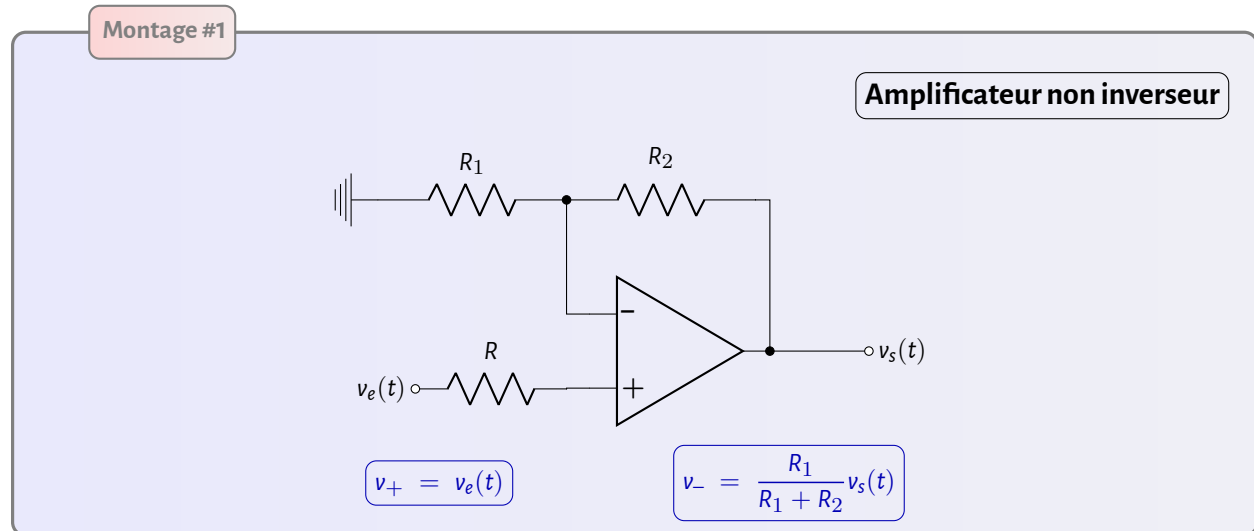 Montage #1
Amplificateur non inverseur
R₁
R₂
−
R
vₑ(t)
+
vₛ(t)
v₊ = vₑ(t)
v₋ = R₁ / (R₁ + R₂) vₛ(t)